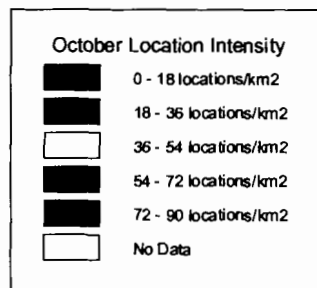 October Location Intensity
0 - 18 locations/km2
18 - 36 locations/km2
36 - 54 locations/km2
54 - 72 locations/km2
72 - 90 locations/km2
No Data